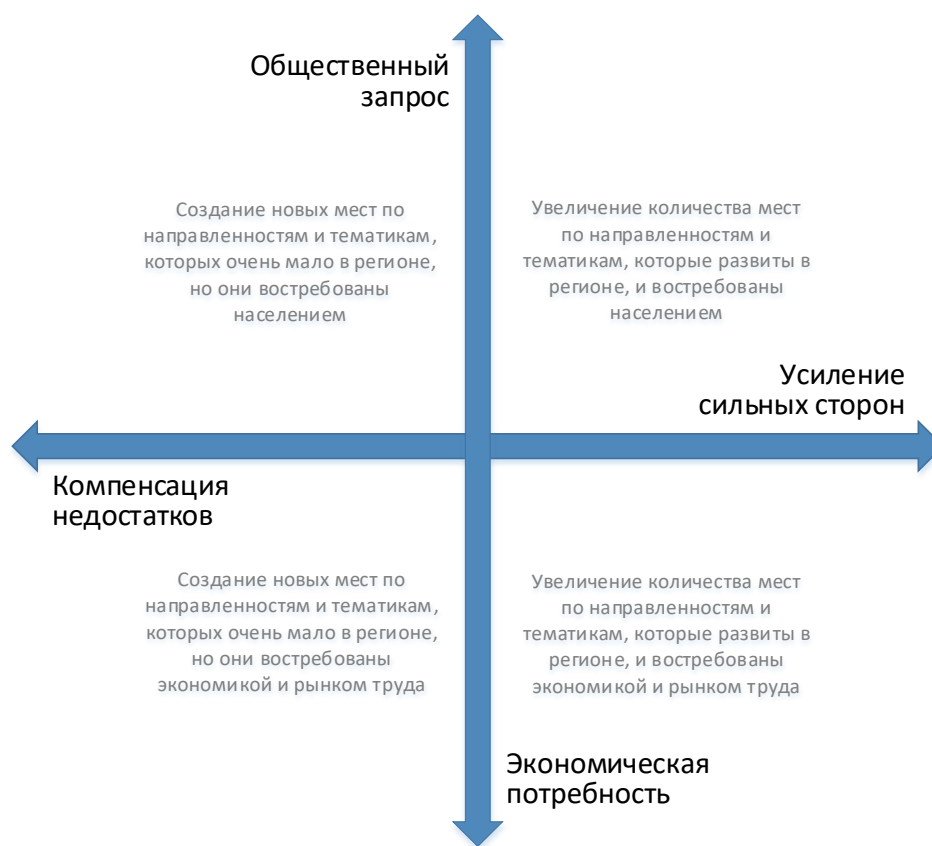 Общественный
запрос
Создание новых мест по
направленностям и тематикам,
которых очень мало в регионе,
но они востребованы
населением
Увеличение количества мест
по направленностям и
тематикам, которые развиты в
регионе, и востребованы
населением
Усиление
сильных сторон
Компенсация
недостатков
Создание новых мест по
направленностям и тематикам,
которых очень мало в регионе,
но они востребованы
экономикой и рынком труда
Увеличение количества мест
по направленностям и
тематикам, которые развиты в
регионе, и востребованы
экономикой и рынком труда
Экономическая
потребность